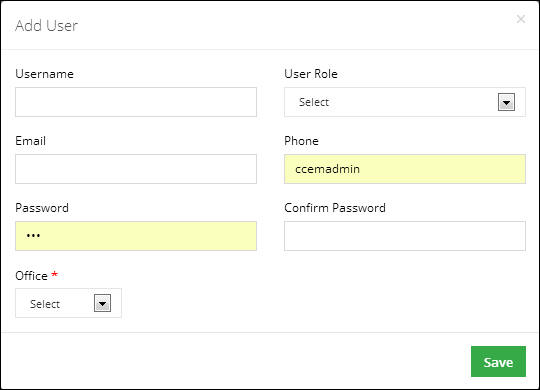 Add User ×
Username User Role
Select
Email Phone
ccemadmin
Password Confirm Password
•••
Office *
Select
Save